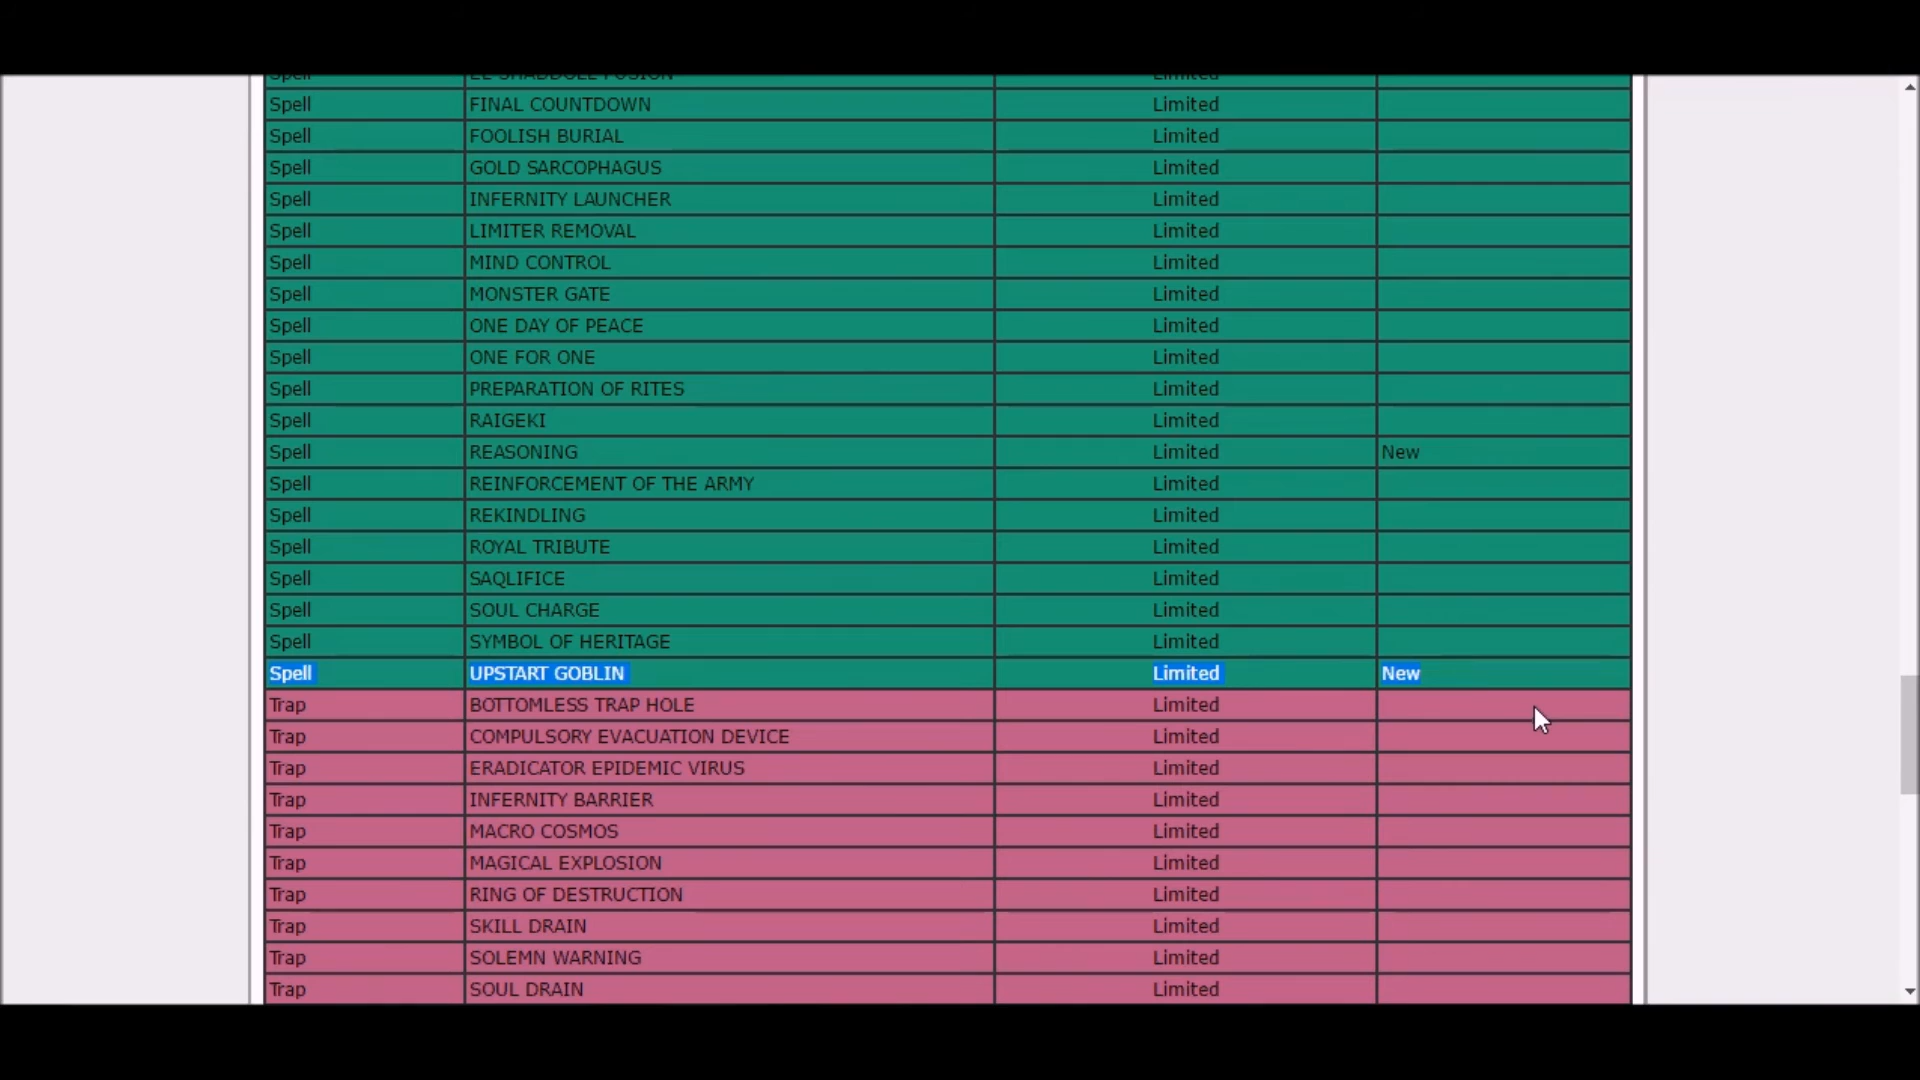 Spell EL SHADDOLL FUSION Limited
Spell FINAL COUNTDOWN Limited
Spell FOOLISH BURIAL Limited
Spell GOLD SARCOPHAGUS Limited
Spell INFERNITY LAUNCHER Limited
Spell LIMITER REMOVAL Limited
Spell MIND CONTROL Limited
Spell MONSTER GATE Limited
Spell ONE DAY OF PEACE Limited
Spell ONE FOR ONE Limited
Spell PREPARATION OF RITES Limited
Spell RAIGEKI Limited
Spell REASONING Limited New
Spell REINFORCEMENT OF THE ARMY Limited
Spell REKINDLING Limited
Spell ROYAL TRIBUTE Limited
Spell SAQLIFICE Limited
Spell SOUL CHARGE Limited
Spell SYMBOL OF HERITAGE Limited
Spell UPSTART GOBLIN Limited New
Trap BOTTOMLESS TRAP HOLE Limited
Trap COMPULSORY EVACUATION DEVICE Limited
Trap ERADICATOR EPIDEMIC VIRUS Limited
Trap INFERNITY BARRIER Limited
Trap MACRO COSMOS Limited
Trap MAGICAL EXPLOSION Limited
Trap RING OF DESTRUCTION Limited
Trap SKILL DRAIN Limited
Trap SOLEMN WARNING Limited
Trap SOUL DRAIN Limited